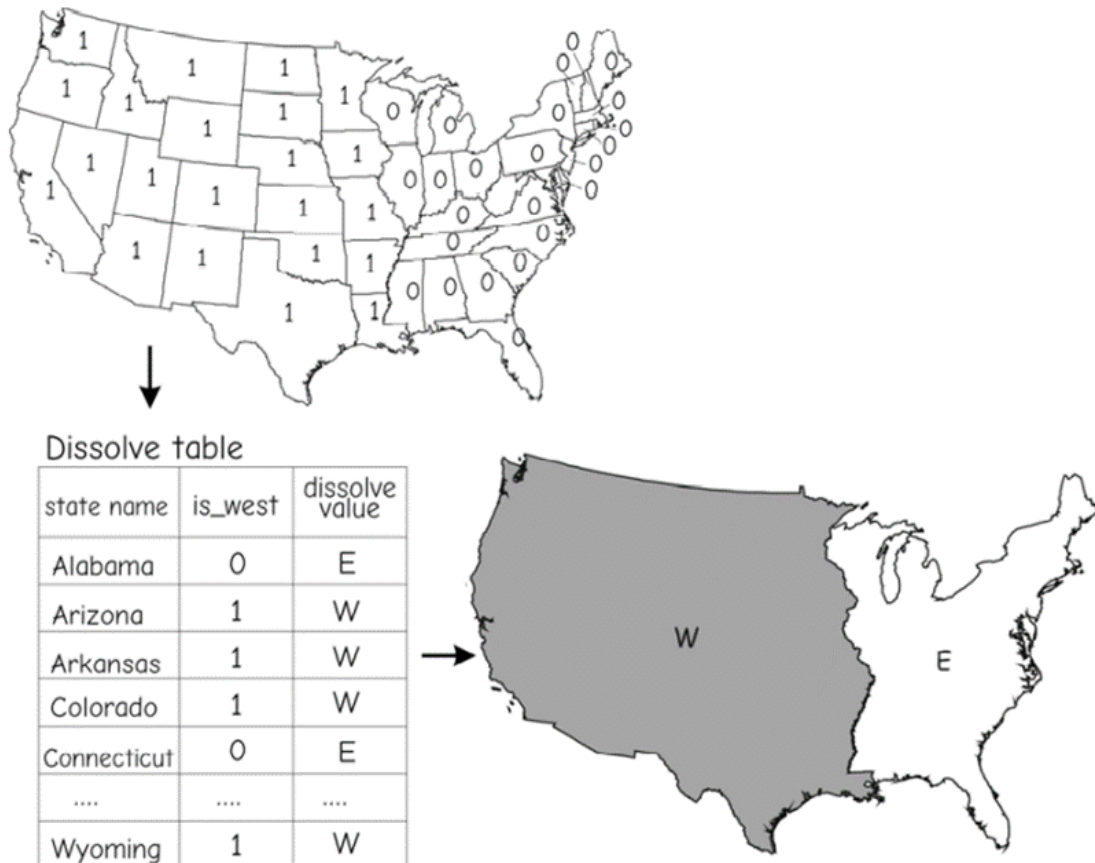 0
1 0 0
1 1
1 1
1 1 0 0 0
1 0 0
0
1 1 1 0 0
1 0 0 0
1 1 0
1 1 0 0
0 0
1 1 1 1 0
0 0 0
1 1
0
Dissolve table
state name is_west dissolve
value
Alabama 0 E
Arizona 1 W
Arkansas 1 W
Colorado 1 W
Connecticut 0 E
.... .... ....
Wyoming 1 W
W
E